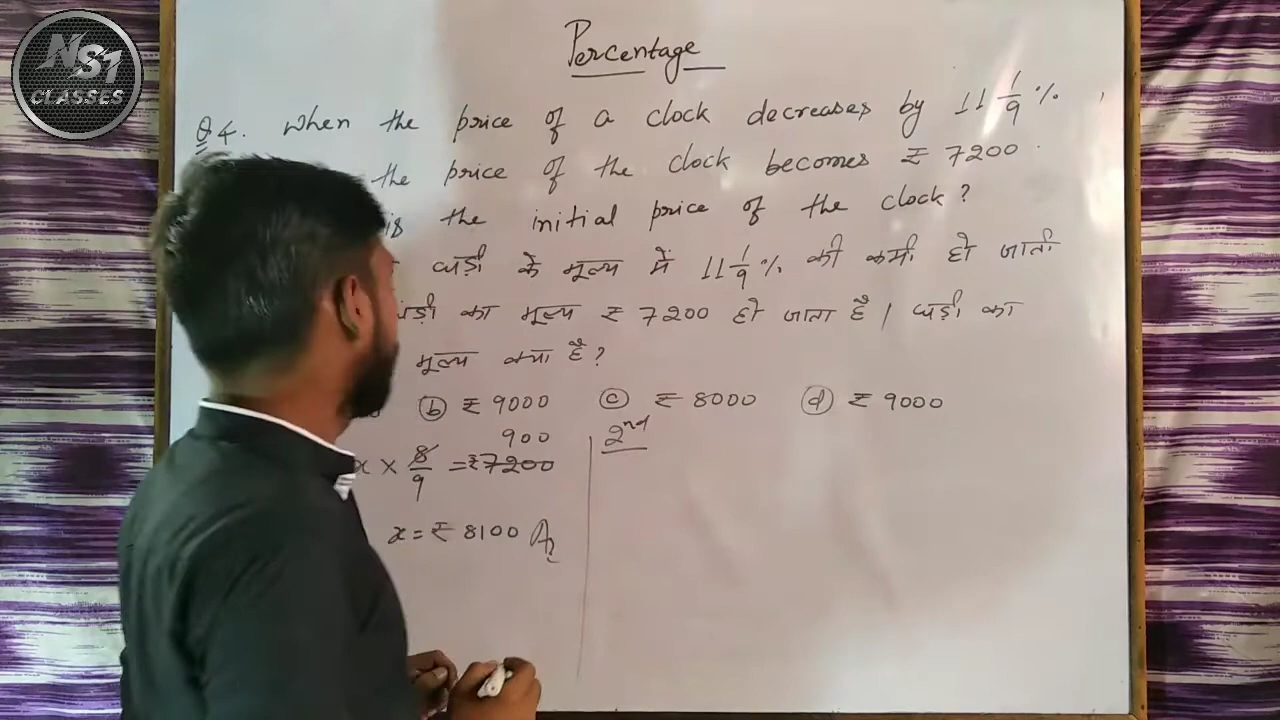 NS1
CLASSES
Percentage
Q4. When the price of a clock decreases by 11 1/9 %,
the price of the clock becomes ₹ 7200.
is the initial price of the clock?
घड़ी के मूल्य में 11 1/9 % की कमी हो जाती
का मूल्य ₹ 7200 हो जाता है। घड़ी का
मूल्य क्या है?
(b) ₹ 9000 (c) ₹ 8000 (d) ₹ 9000
900
x × 8/9 = ₹7200
x = ₹ 8100
2nd